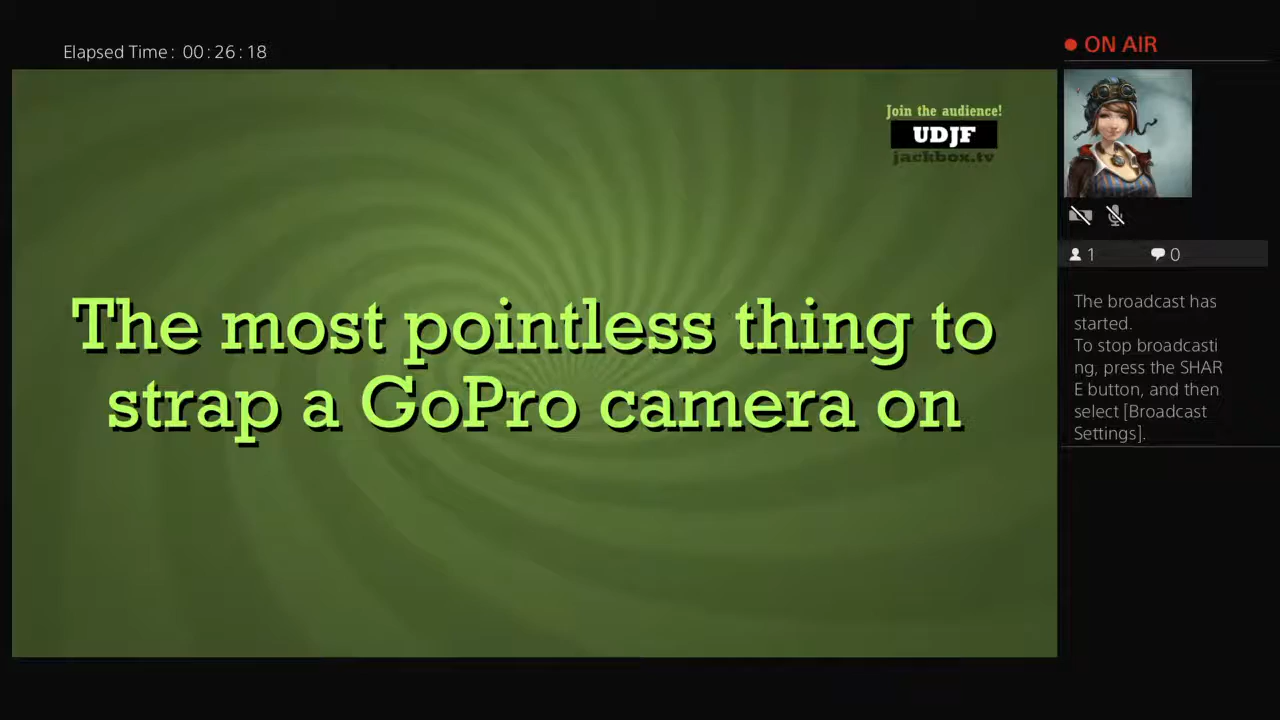 Elapsed Time: 00:26:18
ON AIR
Join the audience!
UDJF
jackbox.tv
The most pointless thing to
strap a GoPro camera on
1
0
The broadcast has
started.
To stop broadcasti
ng, press the SHAR
E button, and then
select [Broadcast
Settings].